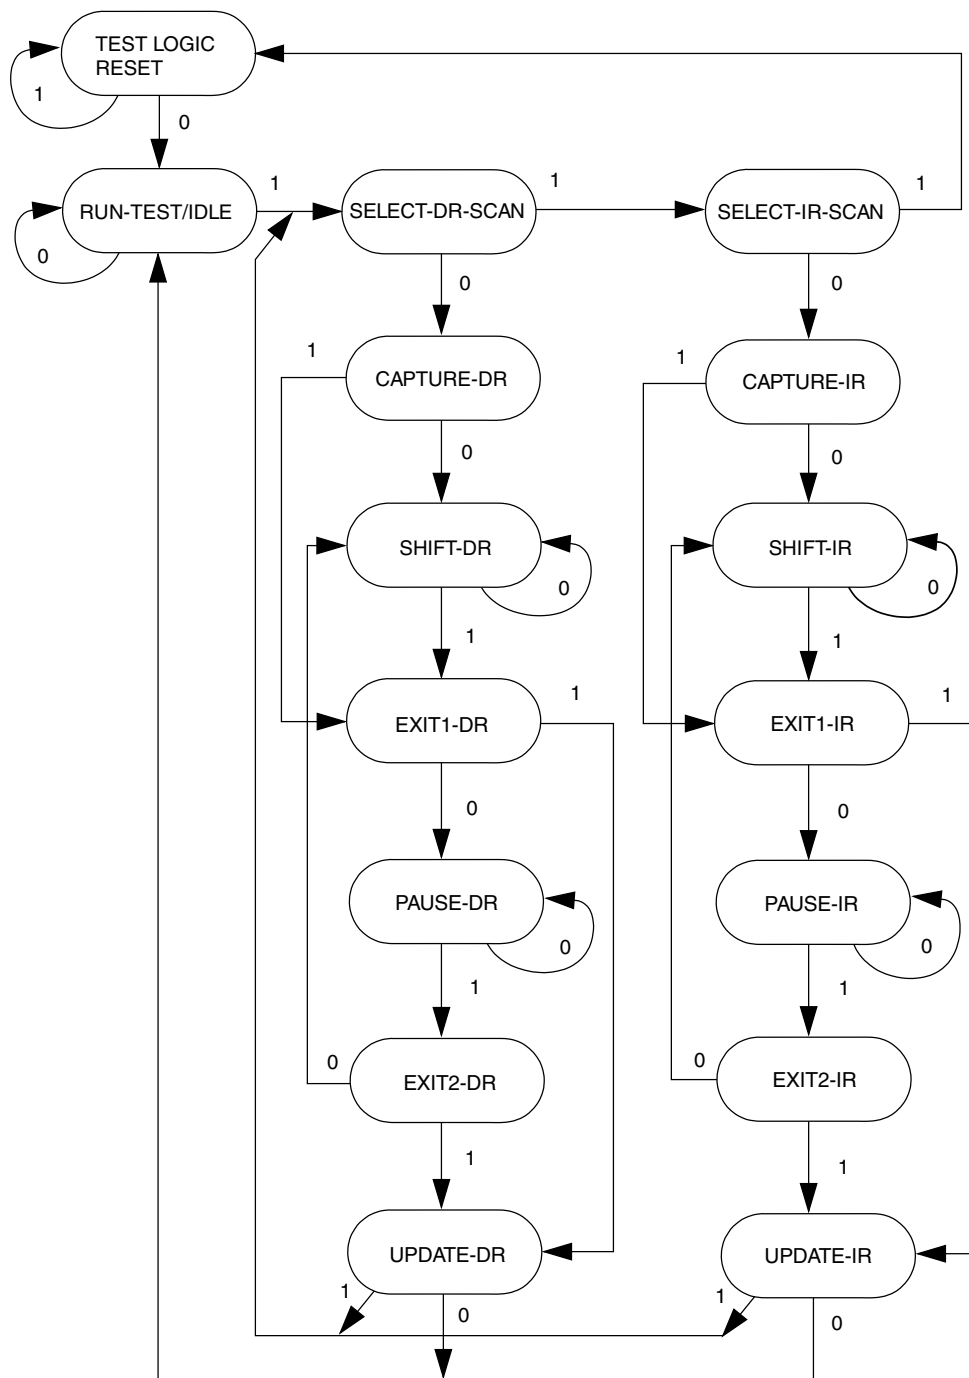 TEST LOGIC
RESET
1
0
RUN-TEST/IDLE
1
0
SELECT-DR-SCAN
1
SELECT-IR-SCAN
1
0
0
1
CAPTURE-DR
1
CAPTURE-IR
0
0
SHIFT-DR
0
SHIFT-IR
0
1
1
EXIT1-DR
1
EXIT1-IR
1
0
0
PAUSE-DR
0
PAUSE-IR
0
1
1
0
EXIT2-DR
0
EXIT2-IR
1
1
UPDATE-DR
UPDATE-IR
1
0
1
0